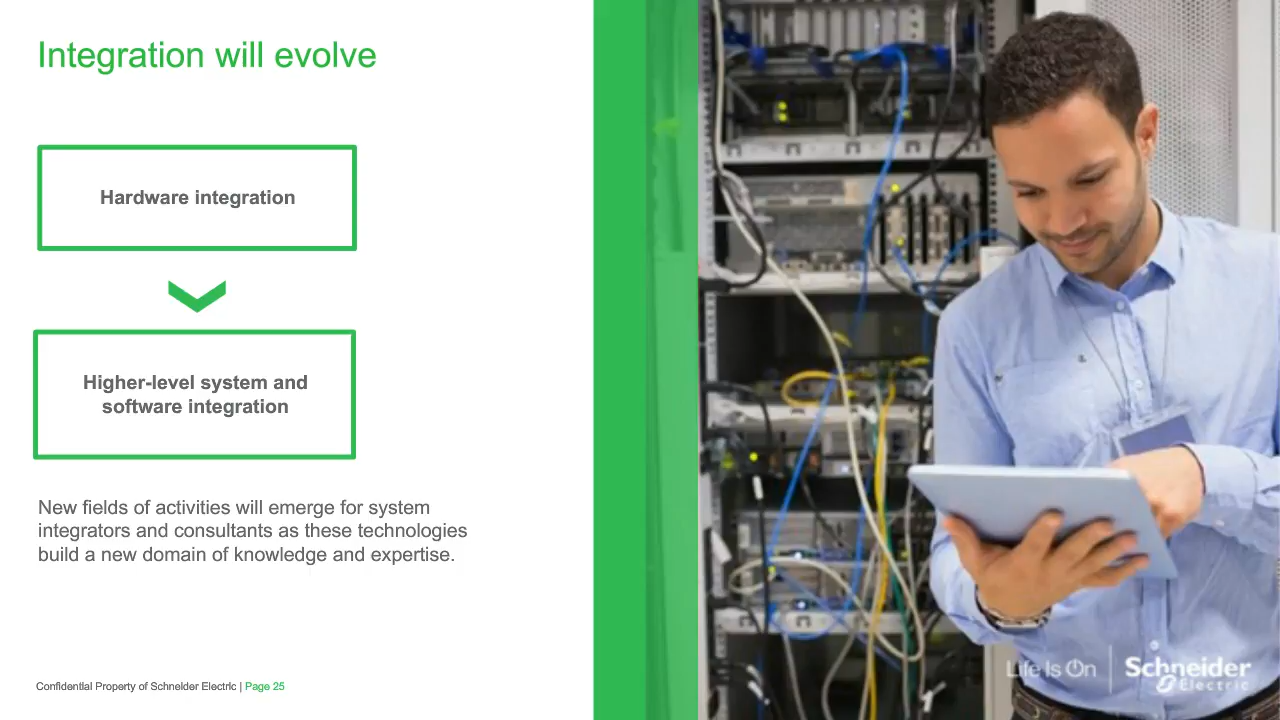 Integration will evolve
Hardware integration
Higher-level system and
software integration
New fields of activities will emerge for system
integrators and consultants as these technologies
build a new domain of knowledge and expertise.
Confidential Property of Schneider Electric | Page 25
Life Is On | Schneider
Electric